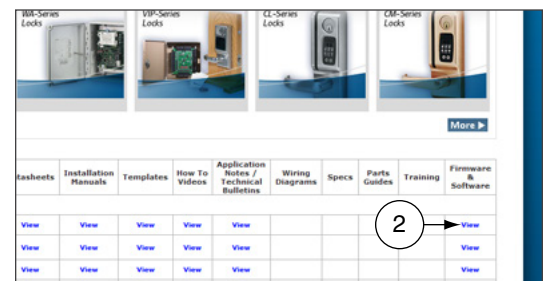 WA-Series
Locks
VIP-Series
Locks
CL-Series
Locks
CM-Series
Locks
More
tasheets
Installation
Manuals
Templates
How To
Videos
Application
Notes /
Technical
Bulletins
Wiring
Diagrams
Specs
Parts
Guides
Training
Firmware
&
Software
View View View View View 2 View
View View View View View View
View View View View View View